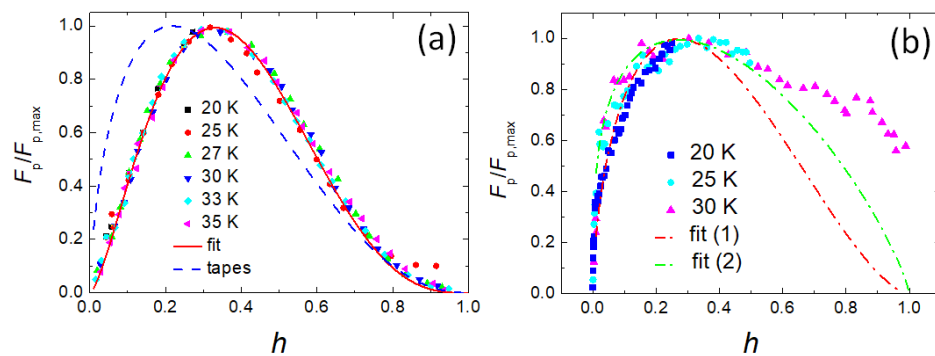 (a)
F_p/F_p,max
1.0
0.8
0.6
0.4
0.2
0.0
20 K
25 K
27 K
30 K
33 K
35 K
fit
tapes
0.0 0.2 0.4 0.6 0.8 1.0
h
(b)
F_p/F_p,max
1.0
0.8
0.6
0.4
0.2
0.0
20 K
25 K
30 K
fit (1)
fit (2)
0.0 0.2 0.4 0.6 0.8 1.0
h